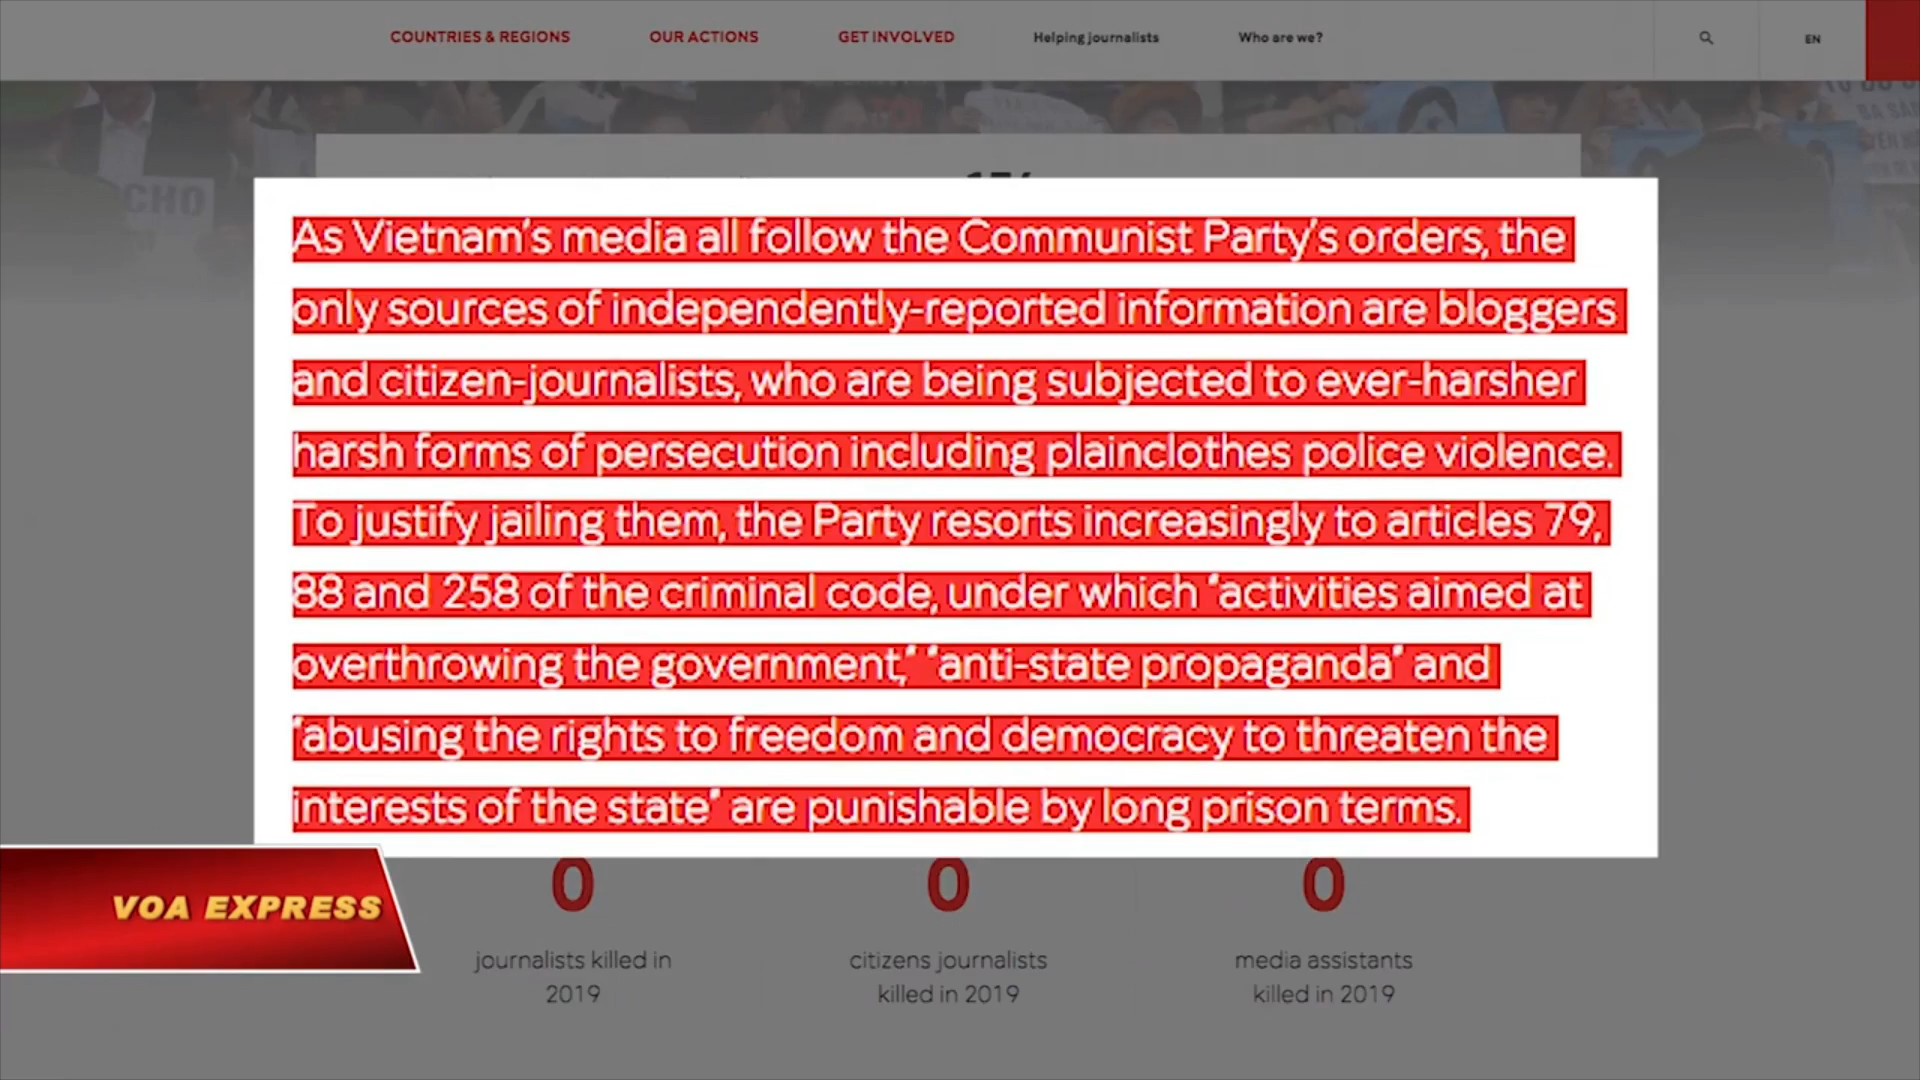 COUNTRIES & REGIONS OUR ACTIONS GET INVOLVED Helping journalists Who are we? EN
CHO
As Vietnam's media all follow the Communist Party's orders, the
only sources of independently-reported information are bloggers
and citizen-journalists, who are being subjected to ever-harsher
harsh forms of persecution including plainclothes police violence.
To justify jailing them, the Party resorts increasingly to articles 79,
88 and 258 of the criminal code, under which "activities aimed at
overthrowing the government," "anti-state propaganda" and
"abusing the rights to freedom and democracy to threaten the
interests of the state" are punishable by long prison terms.
VOA EXPRESS
0 0 0
journalists killed in citizens journalists media assistants
2019 killed in 2019 killed in 2019